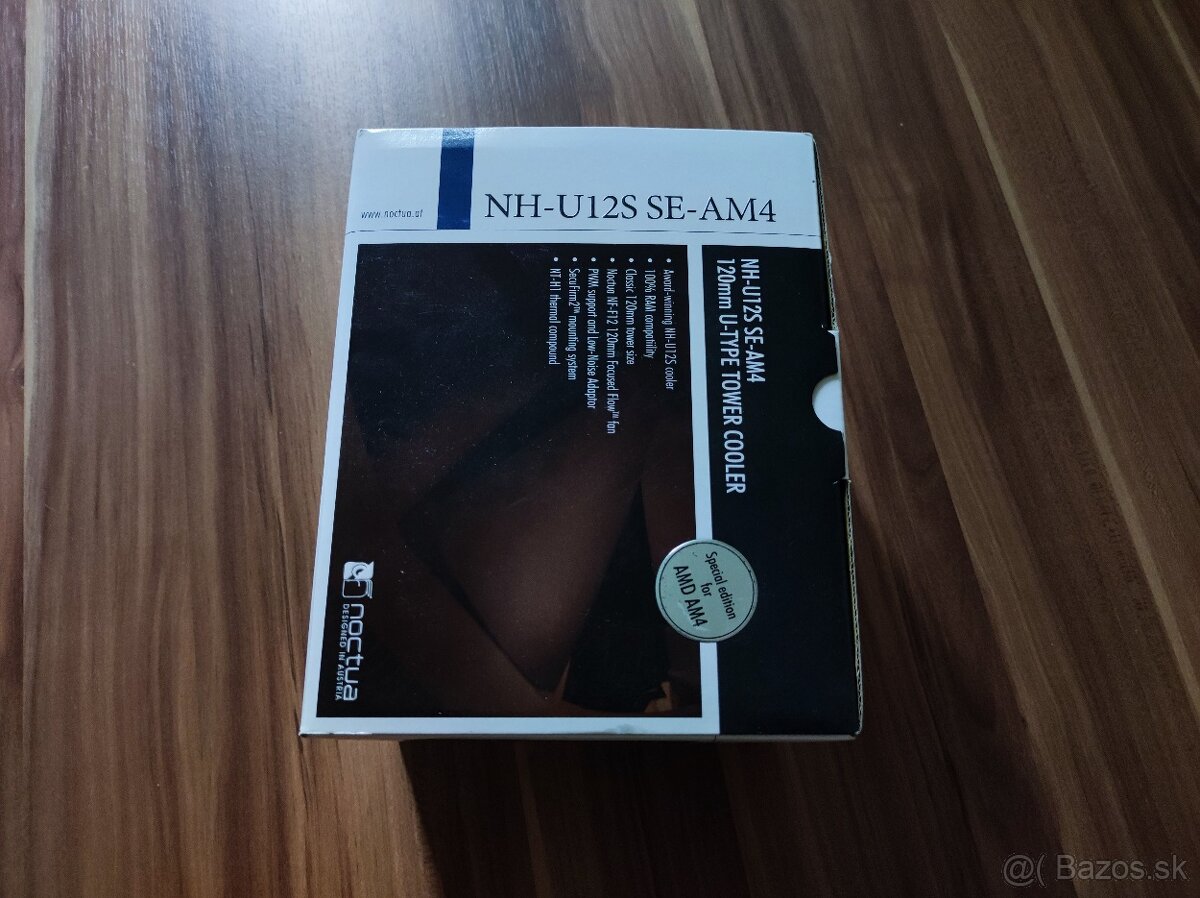 www.noctua.at
NH-U12S SE-AM4
NH-U12S SE-AM4
120mm U-TYPE TOWER COOLER
• Award-winning NH-U12S cooler
• 100% RAM compatibility
• Classic 120mm tower size
• Noctua NF-F12 120mm Focused Flow™ fan
• PWM support and Low-Noise Adaptor
• SecuFirm2™ mounting system
• NT-H1 thermal compound
Special edition
for
AMD AM4
noctua
DESIGNED IN AUSTRIA
@( Bazos.sk